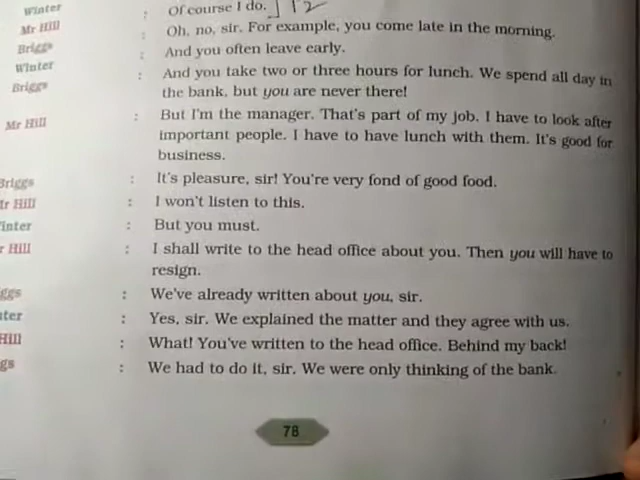 Winter : Of course I do.
Mr Hill : Oh, no, sir. For example, you come late in the morning.
Briggs : And you often leave early.
Winter : And you take two or three hours for lunch. We spend all day in
Briggs the bank, but you are never there!
Mr Hill : But I'm the manager. That's part of my job. I have to look after
important people. I have to have lunch with them. It's good for
business.
Briggs : It's pleasure, sir! You're very fond of good food.
Mr Hill : I won't listen to this.
inter : But you must.
r Hill : I shall write to the head office about you. Then you will have to
resign.
ggs : We've already written about you, sir.
ter : Yes, sir. We explained the matter and they agree with us.
Hill : What! You've written to the head office. Behind my back!
gs : We had to do it, sir. We were only thinking of the bank.
78